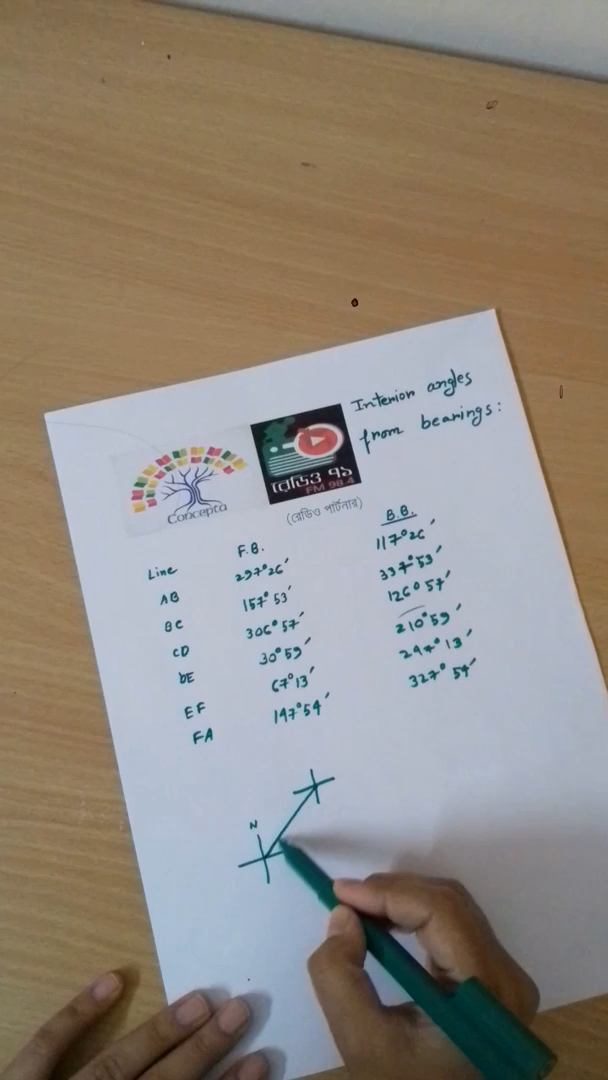 Interior angles
from bearings:
Concepta
রেডিও ৭১
FM 98.4
(রেডিও পার্টনার)
Line F.B. B.B.
AB 297°26′ 117°26′
BC 157°53′ 337°53′
CD 306°57′ 126°57′
DE 30°59′ 210°59′
EF 67°13′ 247°13′
FA 147°54′ 327°54′
N